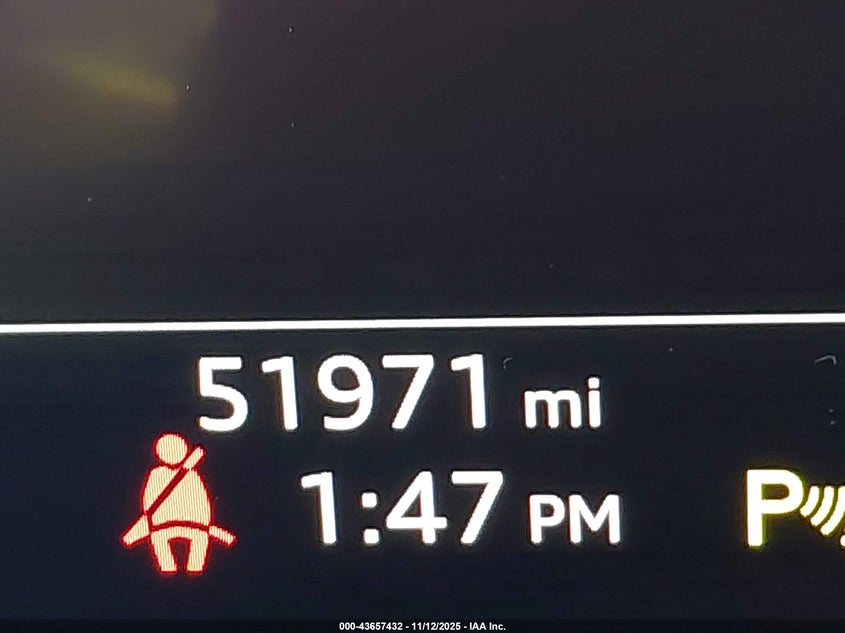 51971 mi
1:47 PM
P
000-43657432 - 11/12/2025 - IAA Inc.